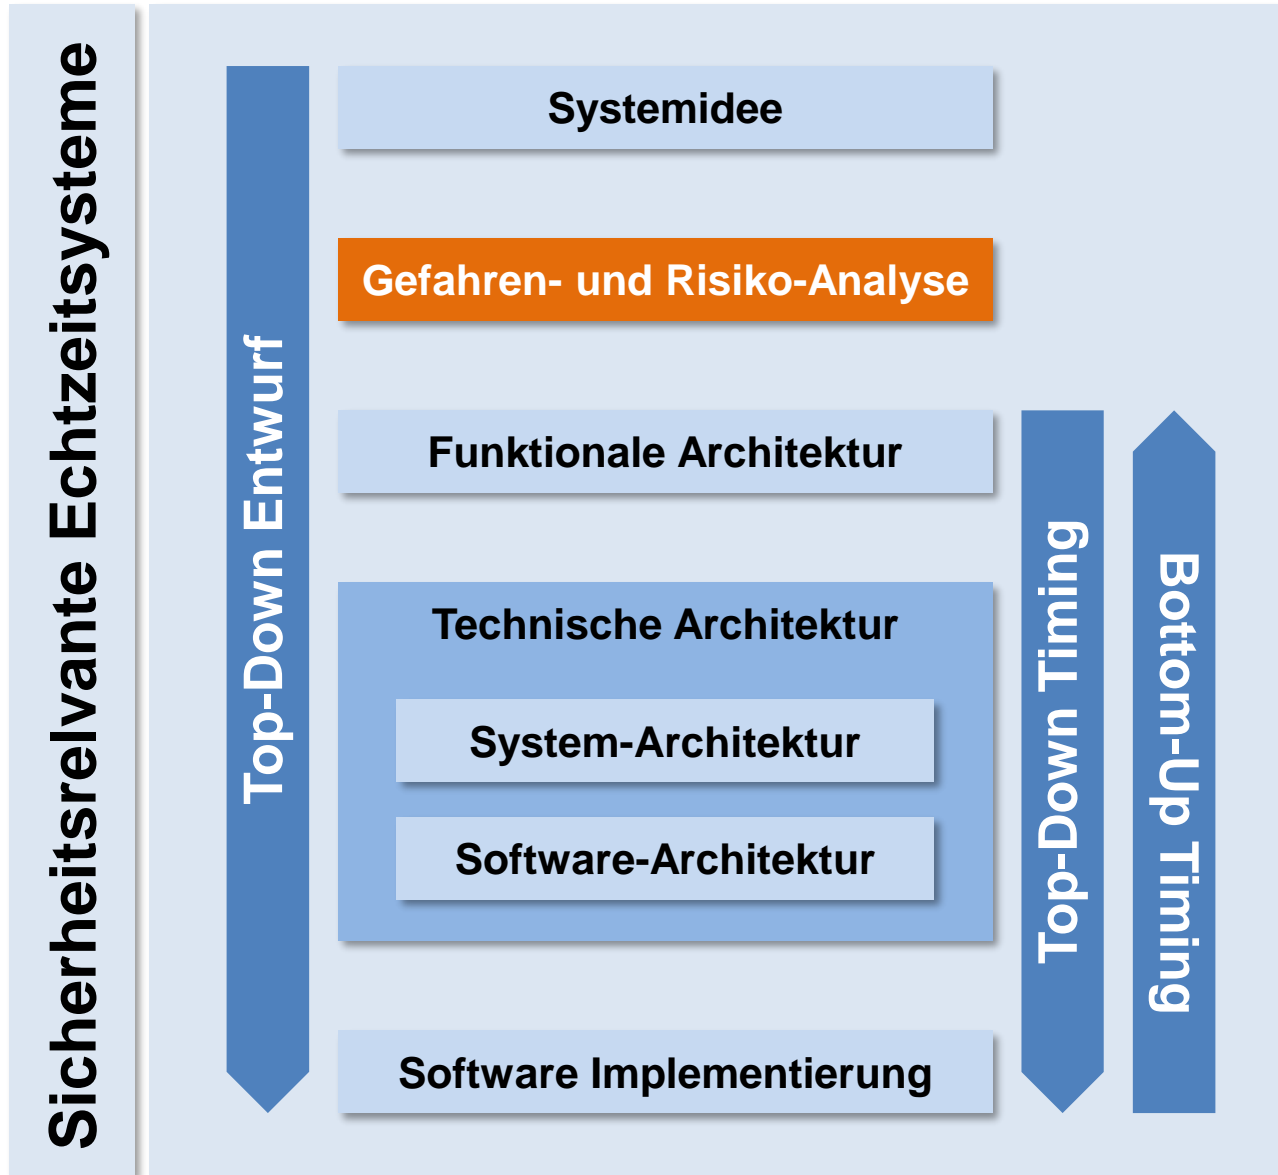 Sicherheitsrelvante Echtzeitsysteme
Top-Down Entwurf
Systemidee
Gefahren- und Risiko-Analyse
Funktionale Architektur
Technische Architektur
System-Architektur
Software-Architektur
Software Implementierung
Top-Down Timing
Bottom-Up Timing